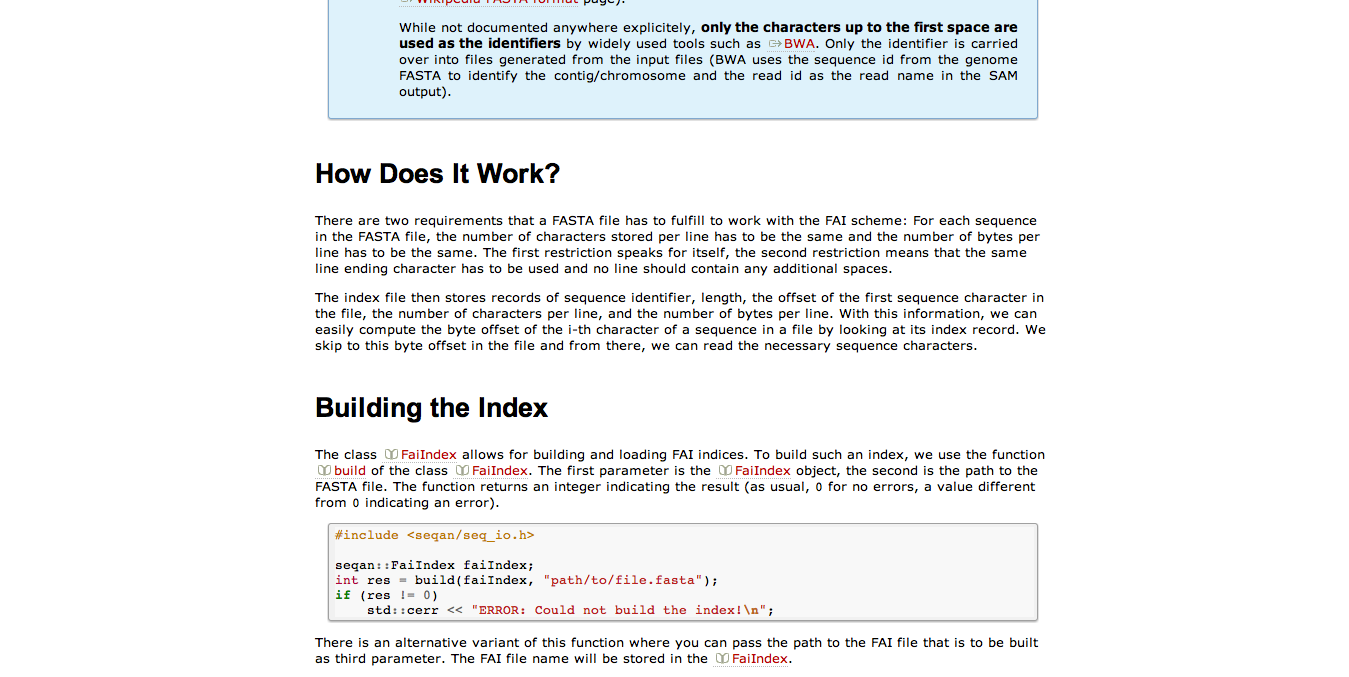 Wikipedia FASTA format page).
While not documented anywhere explicitely, only the characters up to the first space are
used as the identifiers by widely used tools such as BWA. Only the identifier is carried
over into files generated from the input files (BWA uses the sequence id from the genome
FASTA to identify the contig/chromosome and the read id as the read name in the SAM
output).
How Does It Work?
There are two requirements that a FASTA file has to fulfill to work with the FAI scheme: For each sequence
in the FASTA file, the number of characters stored per line has to be the same and the number of bytes per
line has to be the same. The first restriction speaks for itself, the second restriction means that the same
line ending character has to be used and no line should contain any additional spaces.
The index file then stores records of sequence identifier, length, the offset of the first sequence character in
the file, the number of characters per line, and the number of bytes per line. With this information, we can
easily compute the byte offset of the i-th character of a sequence in a file by looking at its index record. We
skip to this byte offset in the file and from there, we can read the necessary sequence characters.
Building the Index
The class FaiIndex allows for building and loading FAI indices. To build such an index, we use the function
build of the class FaiIndex. The first parameter is the FaiIndex object, the second is the path to the
FASTA file. The function returns an integer indicating the result (as usual, 0 for no errors, a value different
from 0 indicating an error).
#include <seqan/seq_io.h>
seqan::FaiIndex faiIndex;
int res = build(faiIndex, "path/to/file.fasta");
if (res != 0)
std::cerr << "ERROR: Could not build the index!\n";
There is an alternative variant of this function where you can pass the path to the FAI file that is to be built
as third parameter. The FAI file name will be stored in the FaiIndex.